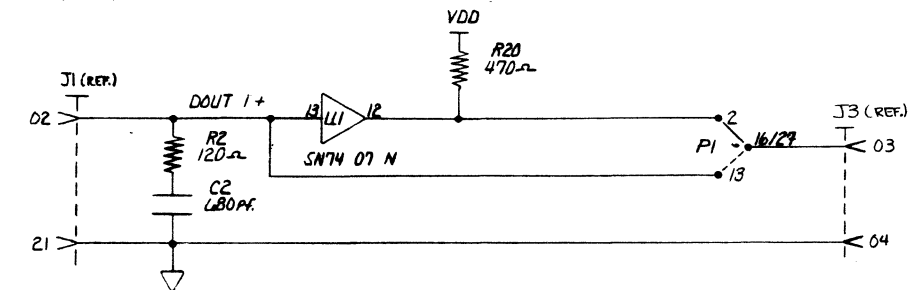 VDD
R20
470Ω
J1 (REF.)
02
DOUT 1+
13
U1
12
2
J3 (REF.)
R2
120Ω
SN74 07 N
P1
16/27
03
13
C2
680 Pf.
21
04